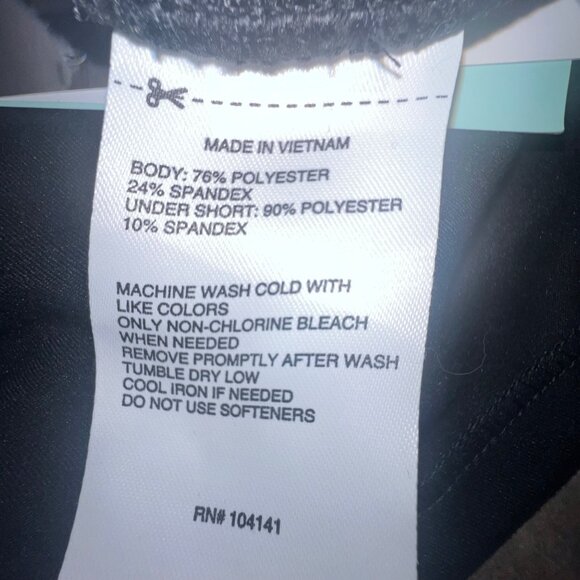 MADE IN VIETNAM
BODY: 76% POLYESTER
24% SPANDEX
UNDER SHORT: 90% POLYESTER
10% SPANDEX
MACHINE WASH COLD WITH
LIKE COLORS
ONLY NON-CHLORINE BLEACH
WHEN NEEDED
REMOVE PROMPTLY AFTER WASH
TUMBLE DRY LOW
COOL IRON IF NEEDED
DO NOT USE SOFTENERS
RN# 104141